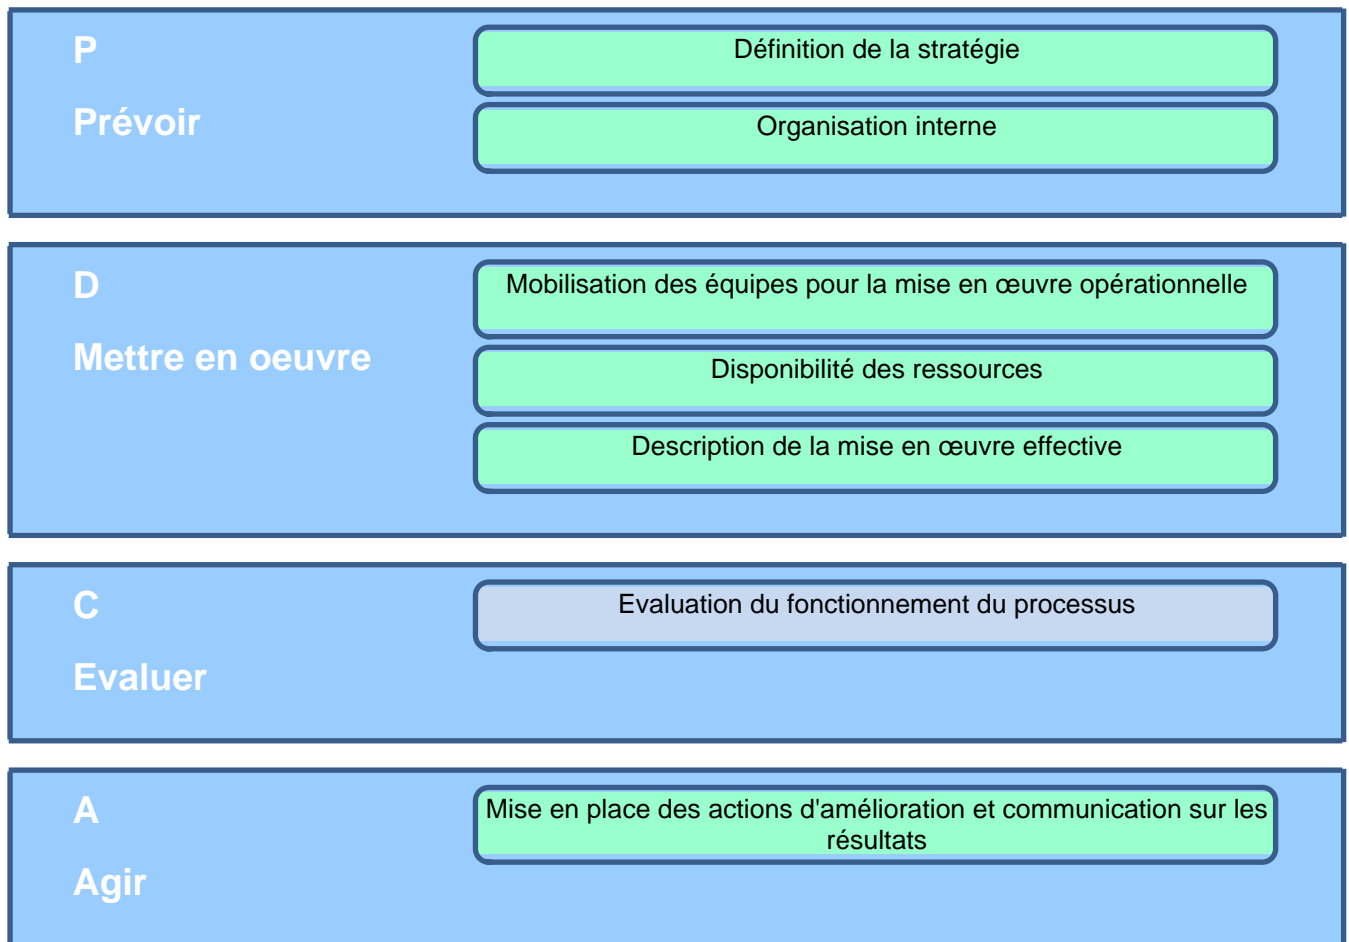 P
Prévoir
Définition de la stratégie
Organisation interne
D
Mettre en oeuvre
Mobilisation des équipes pour la mise en œuvre opérationnelle
Disponibilité des ressources
Description de la mise en œuvre effective
C
Evaluer
Evaluation du fonctionnement du processus
A
Agir
Mise en place des actions d'amélioration et communication sur les
résultats